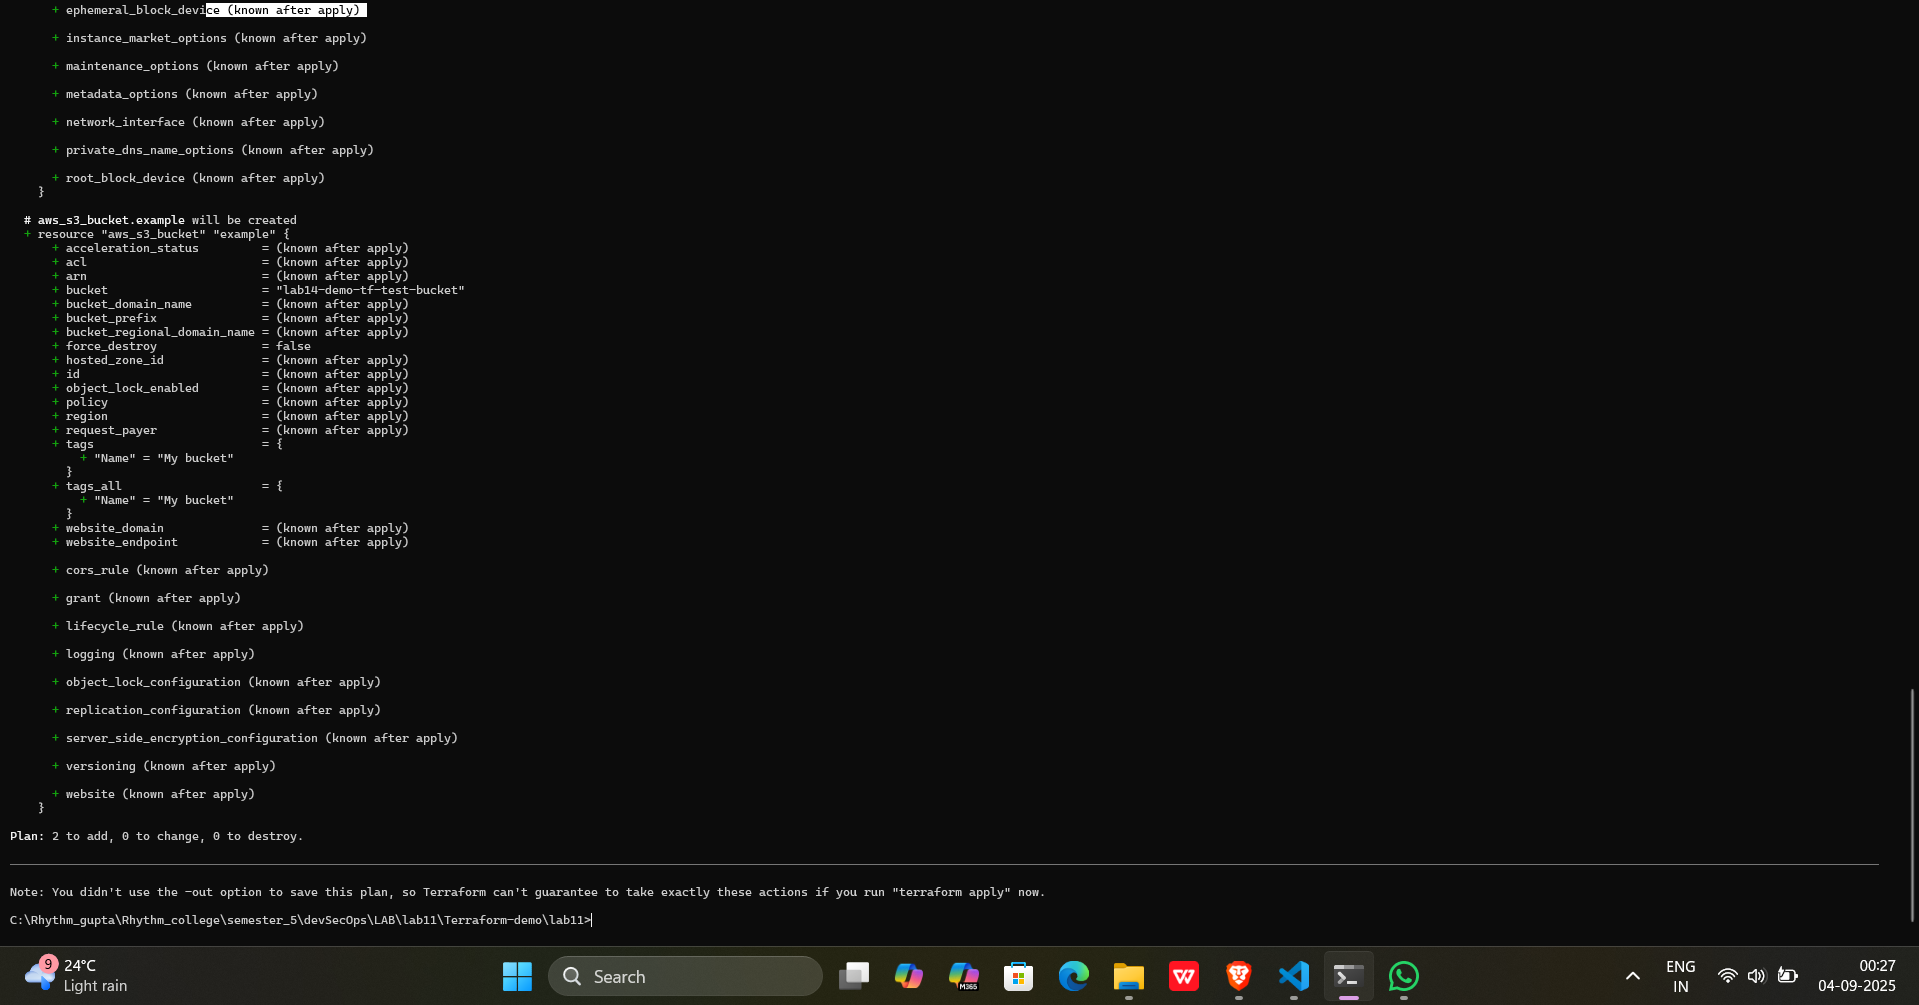 + ephemeral_block_device (known after apply)
+ instance_market_options (known after apply)
+ maintenance_options (known after apply)
+ metadata_options (known after apply)
+ network_interface (known after apply)
+ private_dns_name_options (known after apply)
+ root_block_device (known after apply)
}
# aws_s3_bucket.example will be created
+ resource "aws_s3_bucket" "example" {
+ acceleration_status = (known after apply)
+ acl = (known after apply)
+ arn = (known after apply)
+ bucket = "lab14-demo-tf-test-bucket"
+ bucket_domain_name = (known after apply)
+ bucket_prefix = (known after apply)
+ bucket_regional_domain_name = (known after apply)
+ force_destroy = false
+ hosted_zone_id = (known after apply)
+ id = (known after apply)
+ object_lock_enabled = (known after apply)
+ policy = (known after apply)
+ region = (known after apply)
+ request_payer = (known after apply)
+ tags = {
+ "Name" = "My bucket"
}
+ tags_all = {
+ "Name" = "My bucket"
}
+ website_domain = (known after apply)
+ website_endpoint = (known after apply)
+ cors_rule (known after apply)
+ grant (known after apply)
+ lifecycle_rule (known after apply)
+ logging (known after apply)
+ object_lock_configuration (known after apply)
+ replication_configuration (known after apply)
+ server_side_encryption_configuration (known after apply)
+ versioning (known after apply)
+ website (known after apply)
}
Plan: 2 to add, 0 to change, 0 to destroy.
Note: You didn't use the -out option to save this plan, so Terraform can't guarantee to take exactly these actions if you run "terraform apply" now.
C:\Rhythm_gupta\Rhythm_college\semester_5\devSecOps\LAB\lab11\Terraform-demo\lab11>
9
24°C
Light rain
Search
M365
W
ENG
IN
00:27
04-09-2025